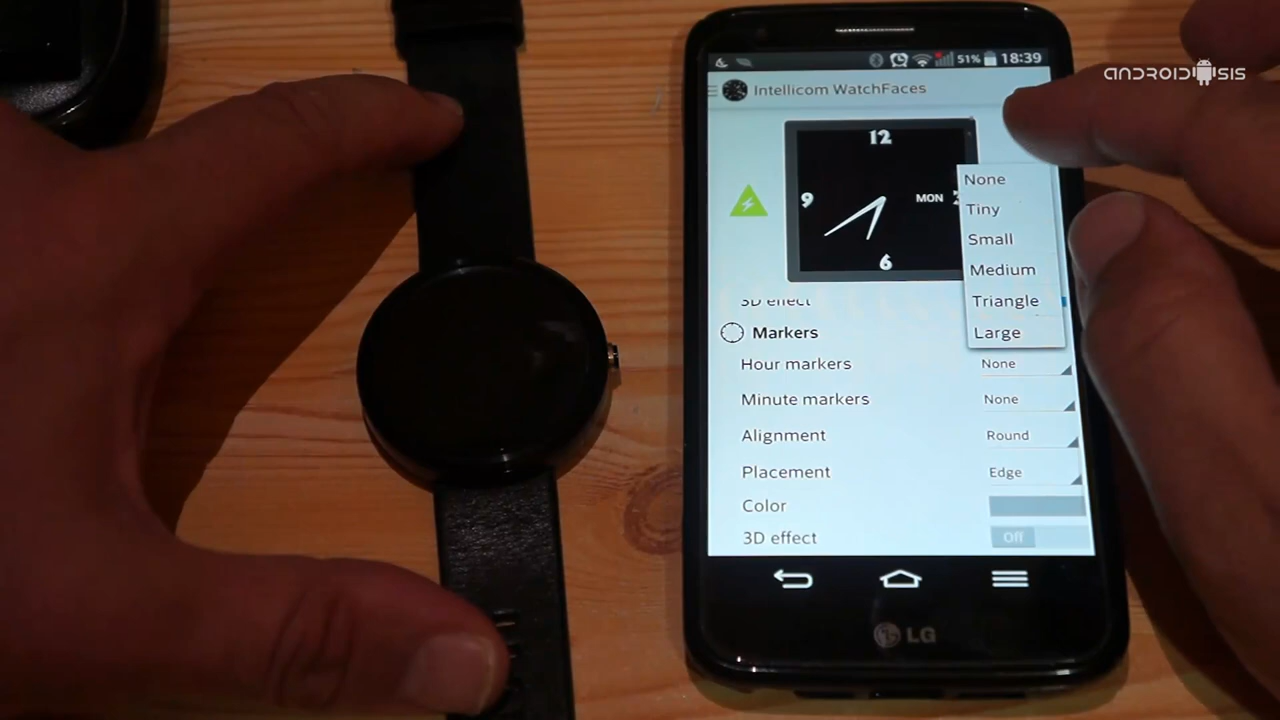 ANDROIDSIS
51% 18:39
Intellicom WatchFaces
12
9
MON
6
None
Tiny
Small
Medium
Triangle
Large
3D effect
Markers
Hour markers None
Minute markers None
Alignment Round
Placement Edge
Color
3D effect Off
LG